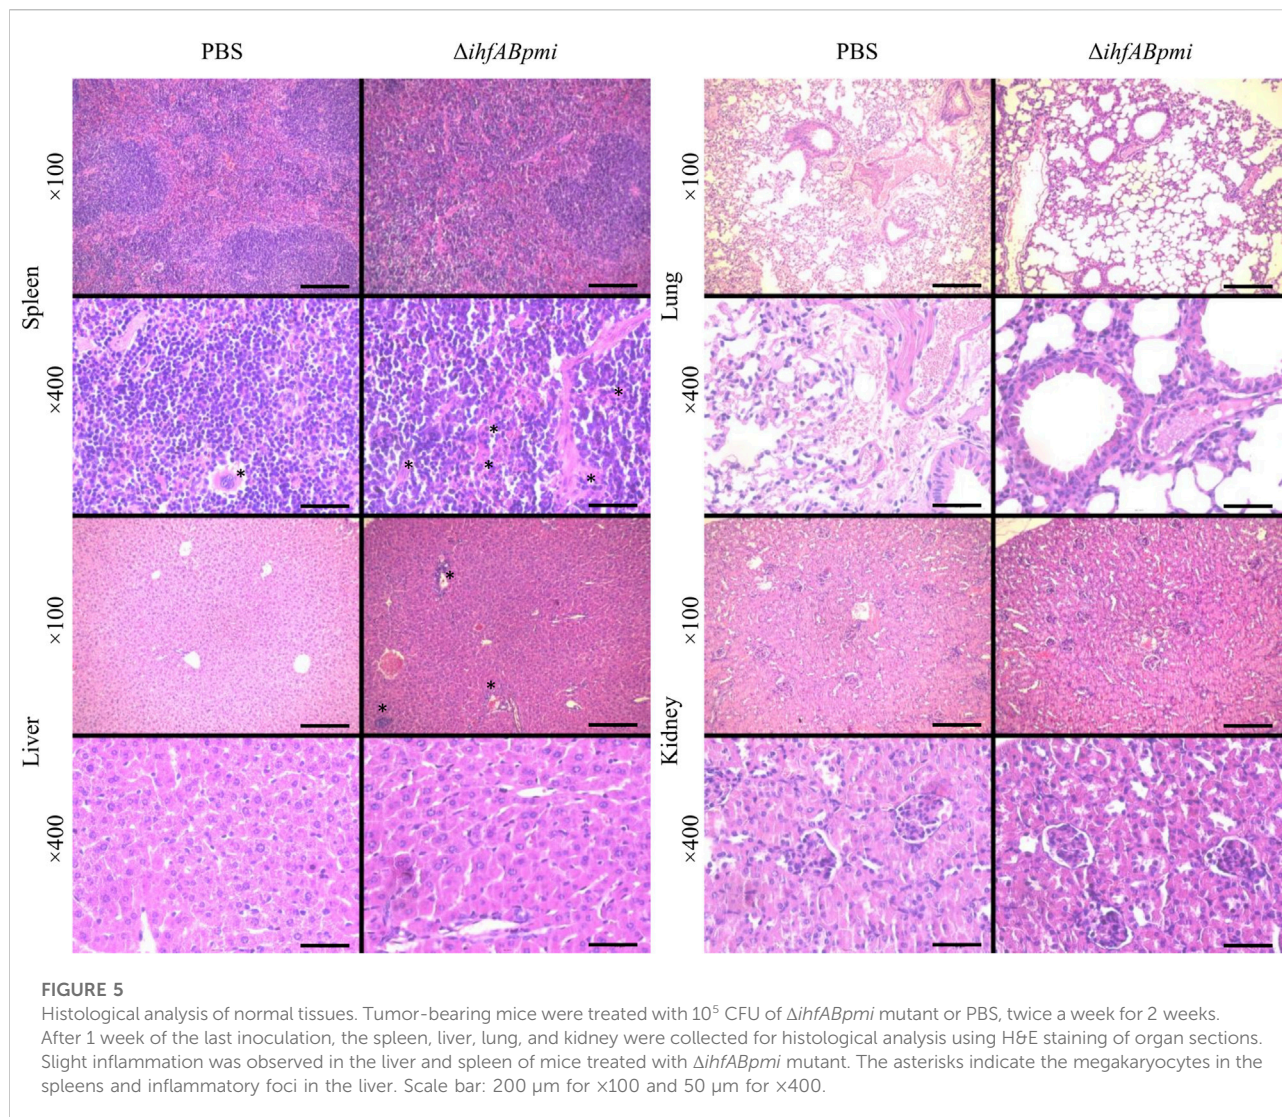 PBS
ΔihfABpmi
PBS
ΔihfABpmi
×100
×400
Spleen
×100
×400
Liver
×100
×400
Lung
×100
×400
Kidney
*
*
*
*
*
*
*
*
*
FIGURE 5
Histological analysis of normal tissues. Tumor-bearing mice were treated with 10⁵ CFU of ΔihfABpmi mutant or PBS, twice a week for 2 weeks.
After 1 week of the last inoculation, the spleen, liver, lung, and kidney were collected for histological analysis using H&E staining of organ sections.
Slight inflammation was observed in the liver and spleen of mice treated with ΔihfABpmi mutant. The asterisks indicate the megakaryocytes in the
spleens and inflammatory foci in the liver. Scale bar: 200 µm for ×100 and 50 µm for ×400.